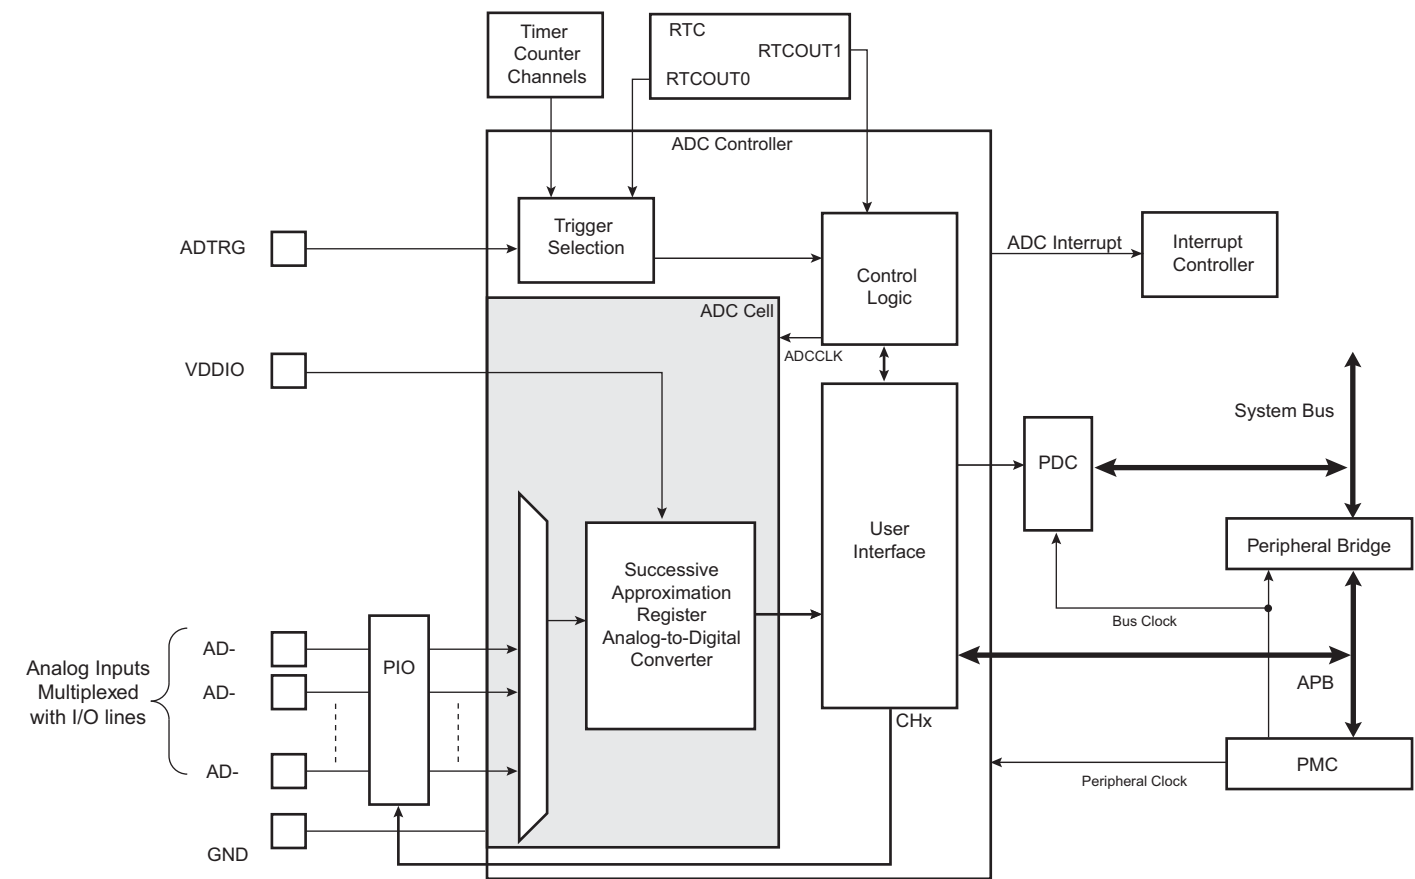 Timer
Counter
Channels
RTC
RTCOUT1
RTCOUT0
ADC Controller
Trigger
Selection
ADTRG
Control
Logic
ADC Interrupt
Interrupt
Controller
ADC Cell
ADCCLK
VDDIO
System Bus
PDC
User
Interface
Peripheral Bridge
Successive
Approximation
Register
Analog-to-Digital
Converter
Bus Clock
Analog Inputs
Multiplexed
with I/O lines
AD-
AD-
AD-
PIO
APB
CHx
PMC
Peripheral Clock
GND